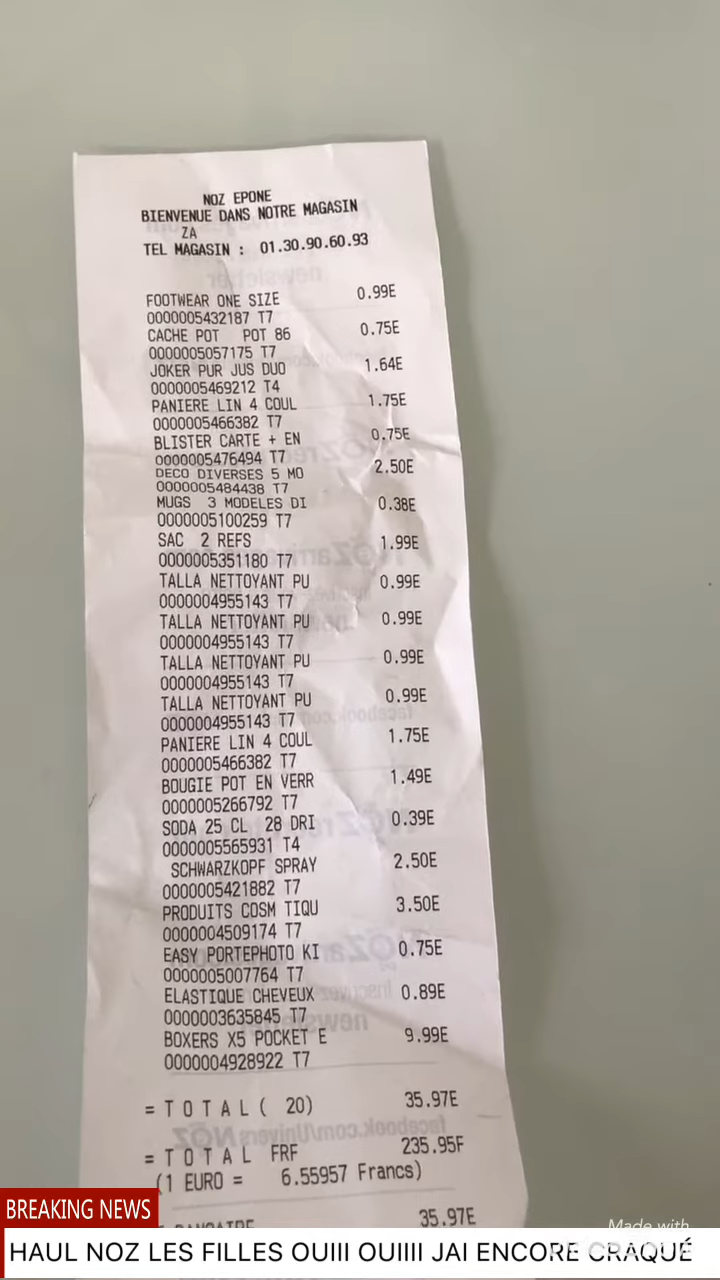 NOZ EPONE
BIENVENUE DANS NOTRE MAGASIN
ZA
TEL MAGASIN : 01.30.90.60.93
FOOTWEAR ONE SIZE 0.99E
0000005432187 T7
CACHE POT POT 86 0.75E
0000005057175 T7
JOKER PUR JUS DUO 1.64E
0000005469212 T4
PANIERE LIN 4 COUL 1.75E
0000005466382 T7
BLISTER CARTE + EN 0.75E
0000005476494 T7
DECO DIVERSES 5 MO 2.50E
0000005484438 T7
MUGS 3 MODELES DI 0.38E
0000005100259 T7
SAC 2 REFS 1.99E
0000005351180 T7
TALLA NETTOYANT PU 0.99E
0000004955143 T7
TALLA NETTOYANT PU 0.99E
0000004955143 T7
TALLA NETTOYANT PU 0.99E
0000004955143 T7
TALLA NETTOYANT PU 0.99E
0000004955143 T7
PANIERE LIN 4 COUL 1.75E
0000005466382 T7
BOUGIE POT EN VERR 1.49E
0000005266792 T7
SODA 25 CL 28 DRI 0.39E
0000005565931 T4
SCHWARZKOPF SPRAY 2.50E
0000005421882 T7
PRODUITS COSM TIQU 3.50E
0000004509174 T7
EASY PORTEPHOTO KI 0.75E
0000005007764 T7
ELASTIQUE CHEVEUX 0.89E
0000003635845 T7
BOXERS X5 POCKET E 9.99E
0000004928922 T7
=TOTAL( 20) 35.97E
=TOTAL FRF 235.95F
(1 EURO = 6.55957 Francs)
35.97E
BREAKING NEWS
Made with
HAUL NOZ LES FILLES OUIII OUIIII JAI ENCORE CRAQUÉ